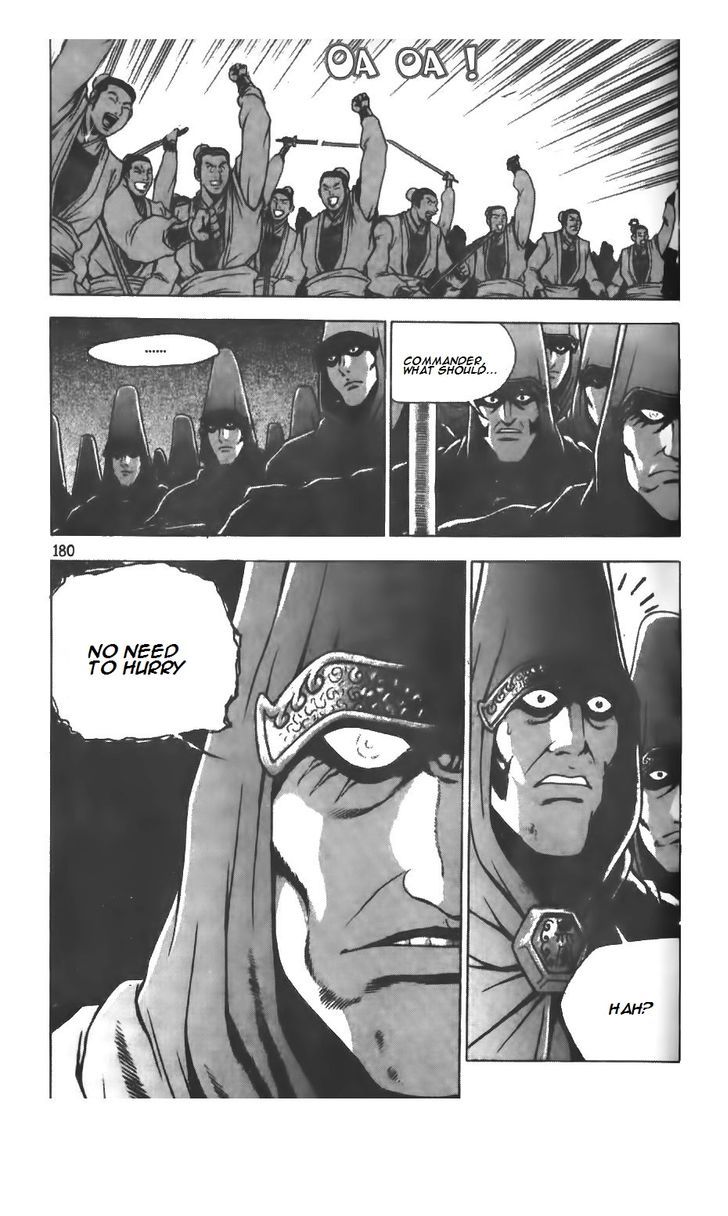 OA OA !
......
COMMANDER,
WHAT SHOULD...
180
NO NEED
TO HURRY
HAH?